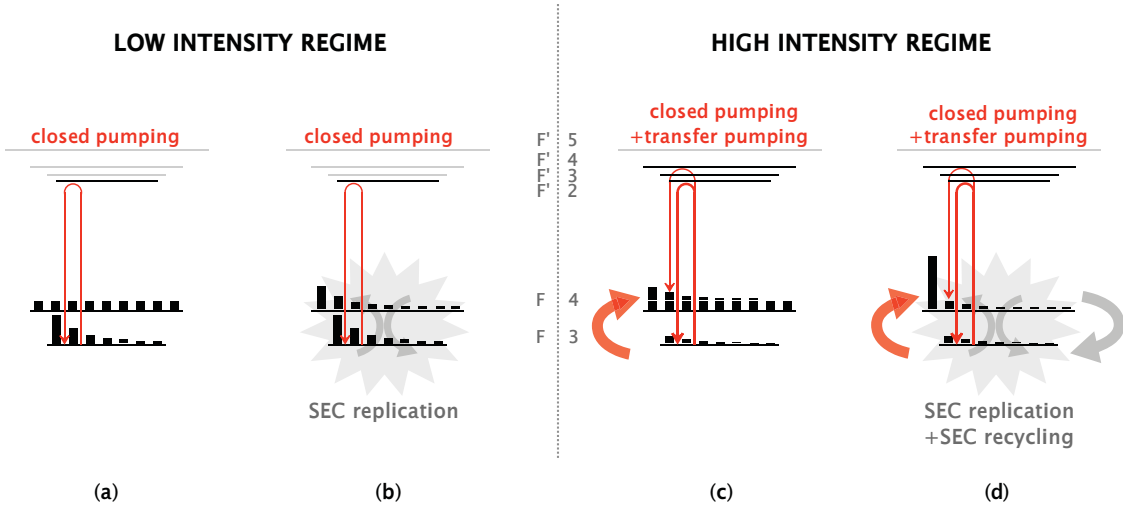 LOW INTENSITY REGIME
HIGH INTENSITY REGIME
closed pumping
closed pumping
closed pumping
+transfer pumping
closed pumping
+transfer pumping
F' 5
F' 4
F' 3
F' 2
F 4
F 3
SEC replication
SEC replication
+SEC recycling
(a)
(b)
(c)
(d)